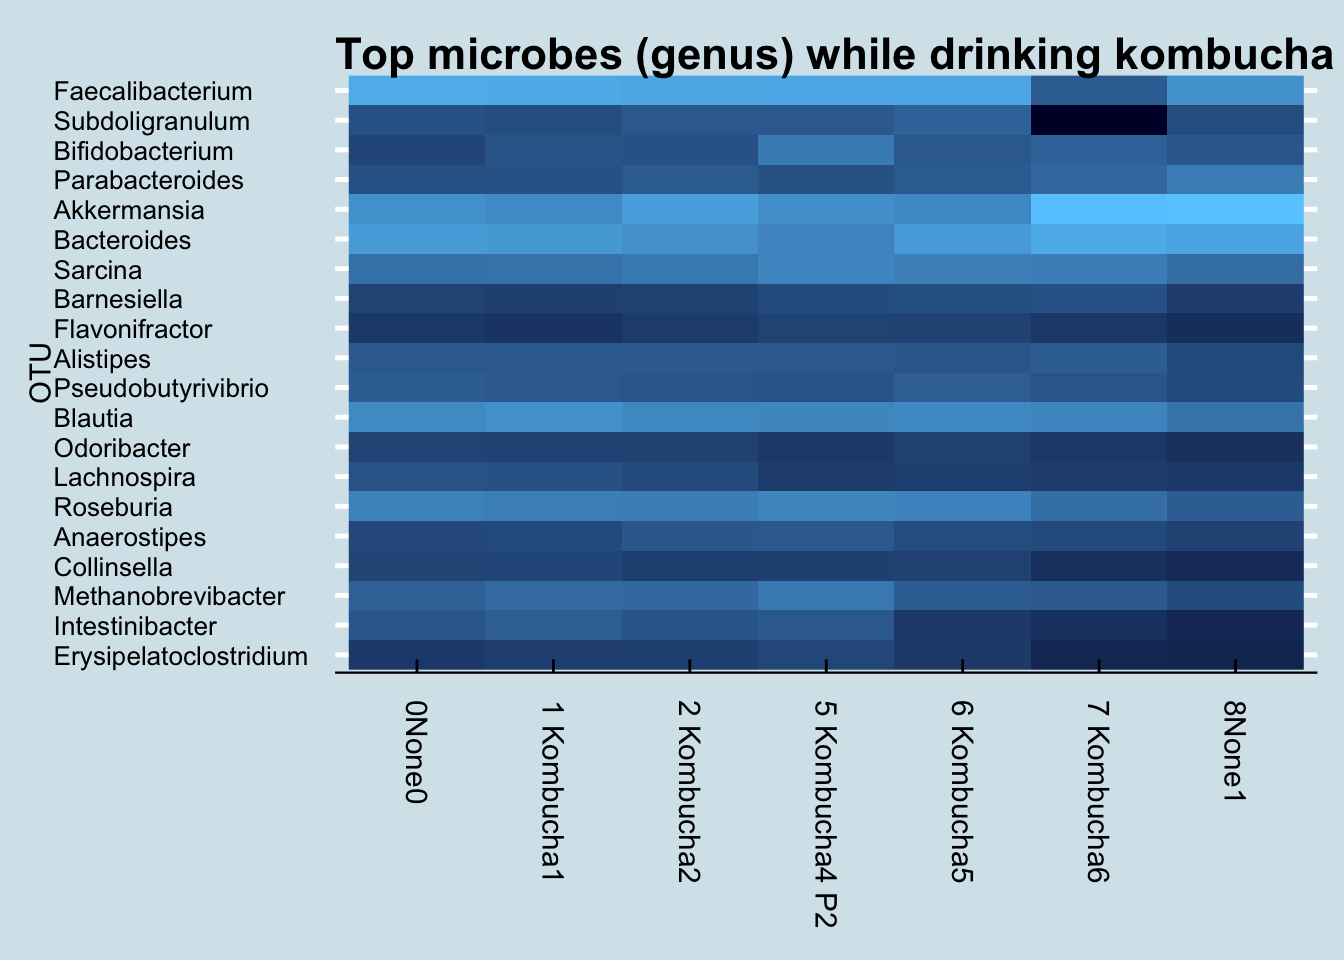 Top microbes (genus) while drinking kombucha
Faecalibacterium
Subdoligranulum
Bifidobacterium
Parabacteroides
Akkermansia
Bacteroides
Sarcina
Barnesiella
Flavonifractor
Alistipes
Pseudobutyrivibrio
Blautia
Odoribacter
Lachnospira
Roseburia
Anaerostipes
Collinsella
Methanobrevibacter
Intestinibacter
Erysipelatoclostridium
OTU
0None0
1 Kombucha1
2 Kombucha2
5 Kombucha4 P2
6 Kombucha5
7 Kombucha6
8None1